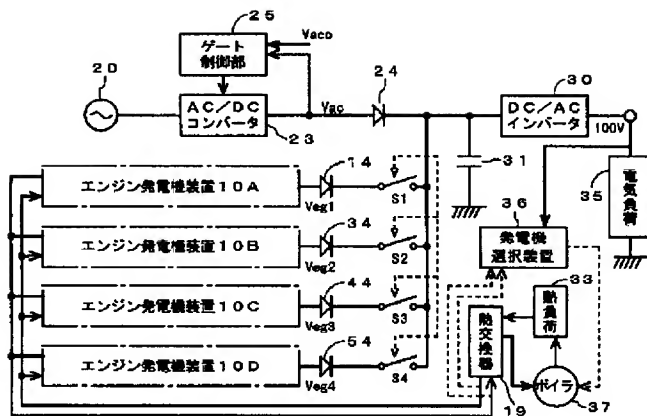 25
ゲート
制御部
Vaco
20
AC/DC
コンバータ
23
Vac
24
30
DC/AC
インバータ
100V
31
電気負荷
35
エンジン発電機装置10A
14
Veg1
S1
エンジン発電機装置10B
34
Veg2
S2
エンジン発電機装置10C
44
Veg3
S3
エンジン発電機装置10D
54
Veg4
S4
36
発電機
選択装置
33
熱負荷
熱交換器
19
ボイラ
37